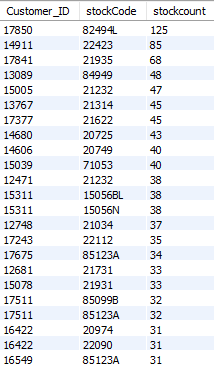 Customer_ID stockCode stockcount
17850 82494L 125
14911 22423 85
17841 21935 68
13089 84949 48
15005 21232 47
13767 21314 45
17377 21622 45
14680 20725 43
14606 20749 40
15039 71053 40
12471 21232 38
15311 15056BL 38
15311 15056N 38
12748 21034 37
17243 22112 35
17675 85123A 34
12681 21731 33
15078 21931 33
17511 85099B 32
17511 85123A 32
16422 20974 31
16422 22090 31
16549 85123A 31